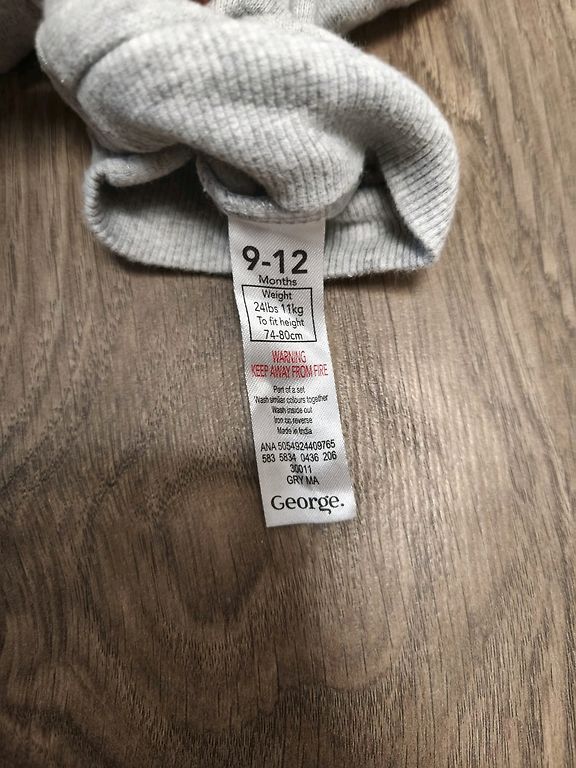 9-12
Months
Weight
24lbs 11kg
To fit height
74-80cm
WARNING
KEEP AWAY FROM FIRE
Part of a set
Wash similar colours together
Wash inside out
Iron on reverse
Made in India
ANA 5054924409765
583 5834 0436 206
30011
GRY MA
George.